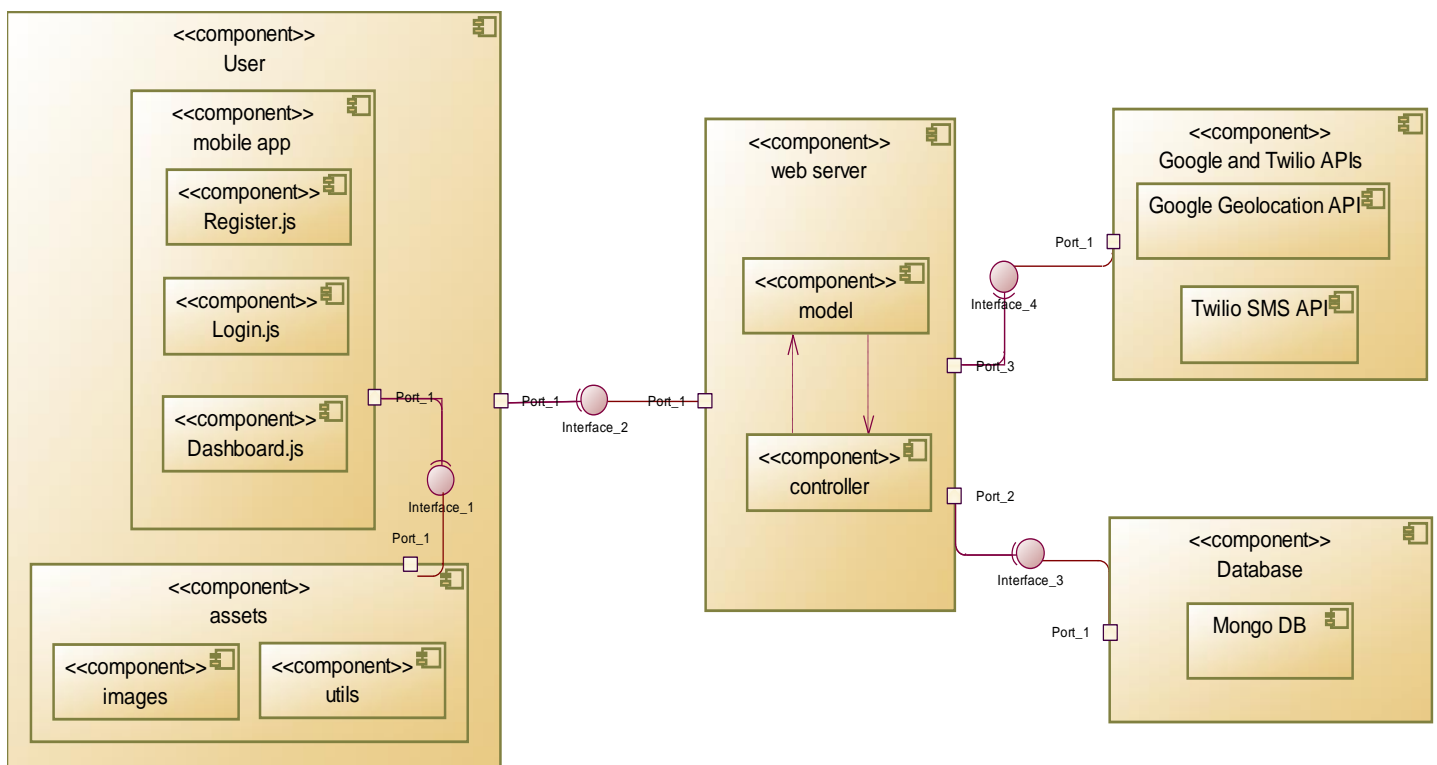 <<component>>
User
<<component>>
mobile app
<<component>>
Register.js
<<component>>
Login.js
<<component>>
Dashboard.js
Port_1
Interface_1
Port_1
<<component>>
assets
<<component>>
images
<<component>>
utils
Port_1
Interface_2
Port_1
<<component>>
web server
<<component>>
model
<<component>>
controller
Port_3
Interface_4
Port_1
<<component>>
Google and Twilio APIs
Google Geolocation API
Twilio SMS API
Port_2
Interface_3
Port_1
<<component>>
Database
Mongo DB